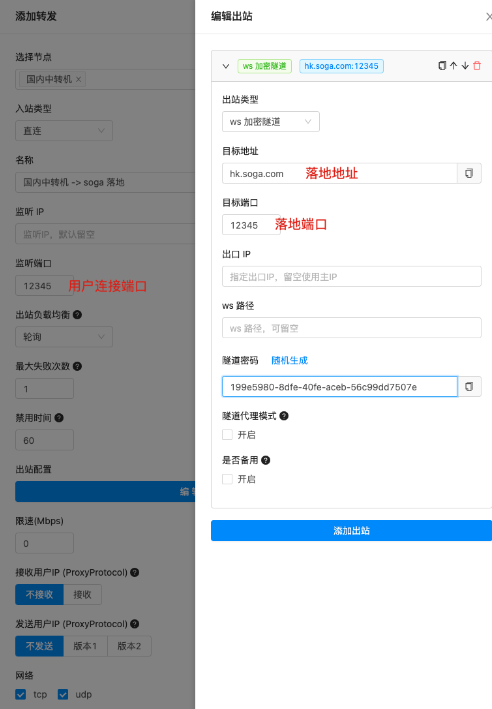 添加转发
选择节点
国内中转机
入站类型
直连
名称
国内中转机 -> soga 落地
监听 IP
监听IP，默认留空
监听端口
12345
用户连接端口
出站负载均衡
轮询
最大失败次数
1
禁用时间
60
出站配置
编
限速(Mbps)
0
接收用户IP (ProxyProtocol)
不接收
接收
发送用户IP (ProxyProtocol)
不发送
版本1
版本2
网络
tcp
udp
编辑出站
ws 加密隧道
hk.soga.com:12345
出站类型
ws 加密隧道
目标地址
hk.soga.com
落地地址
目标端口
12345
落地端口
出口 IP
指定出口IP，留空使用主IP
ws 路径
ws 路径，可留空
隧道密码 随机生成
199e5980-8dfe-40fe-aceb-56c99dd7507e
隧道代理模式
开启
是否备用
开启
添加出站